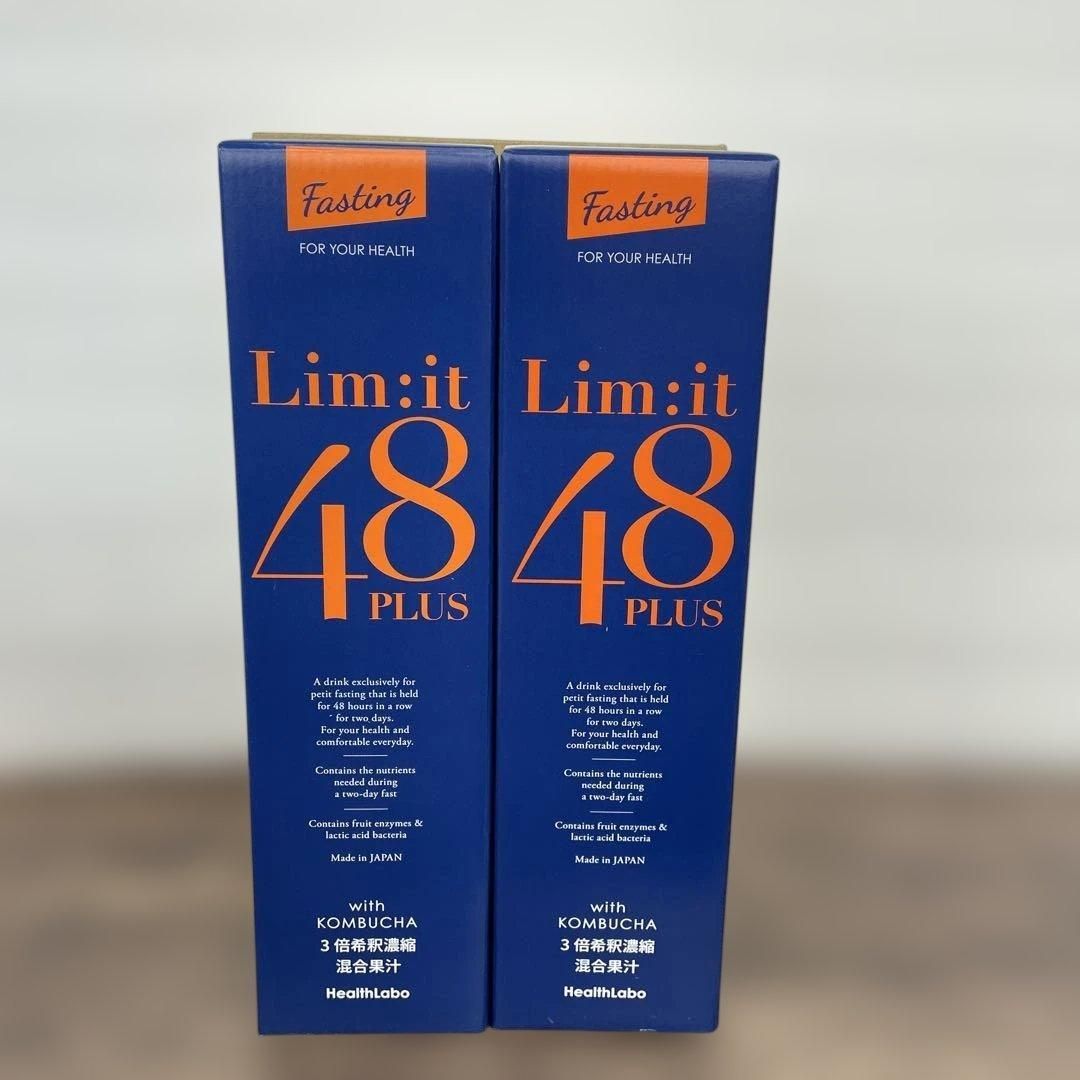 Fasting
FOR YOUR HEALTH
Lim:it
48
PLUS
A drink exclusively for
petit fasting that is held
for 48 hours in a row
for two days.
For your health and
comfortable everyday.
Contains the nutrients
needed during
a two-day fast
Contains fruit enzymes &
lactic acid bacteria
Made in JAPAN
with
KOMBUCHA
3倍希釈濃縮
混合果汁
HealthLabo
Fasting
FOR YOUR HEALTH
Lim:it
48
PLUS
A drink exclusively for
petit fasting that is held
for 48 hours in a row
for two days.
For your health and
comfortable everyday.
Contains the nutrients
needed during
a two-day fast
Contains fruit enzymes &
lactic acid bacteria
Made in JAPAN
with
KOMBUCHA
3倍希釈濃縮
混合果汁
HealthLabo